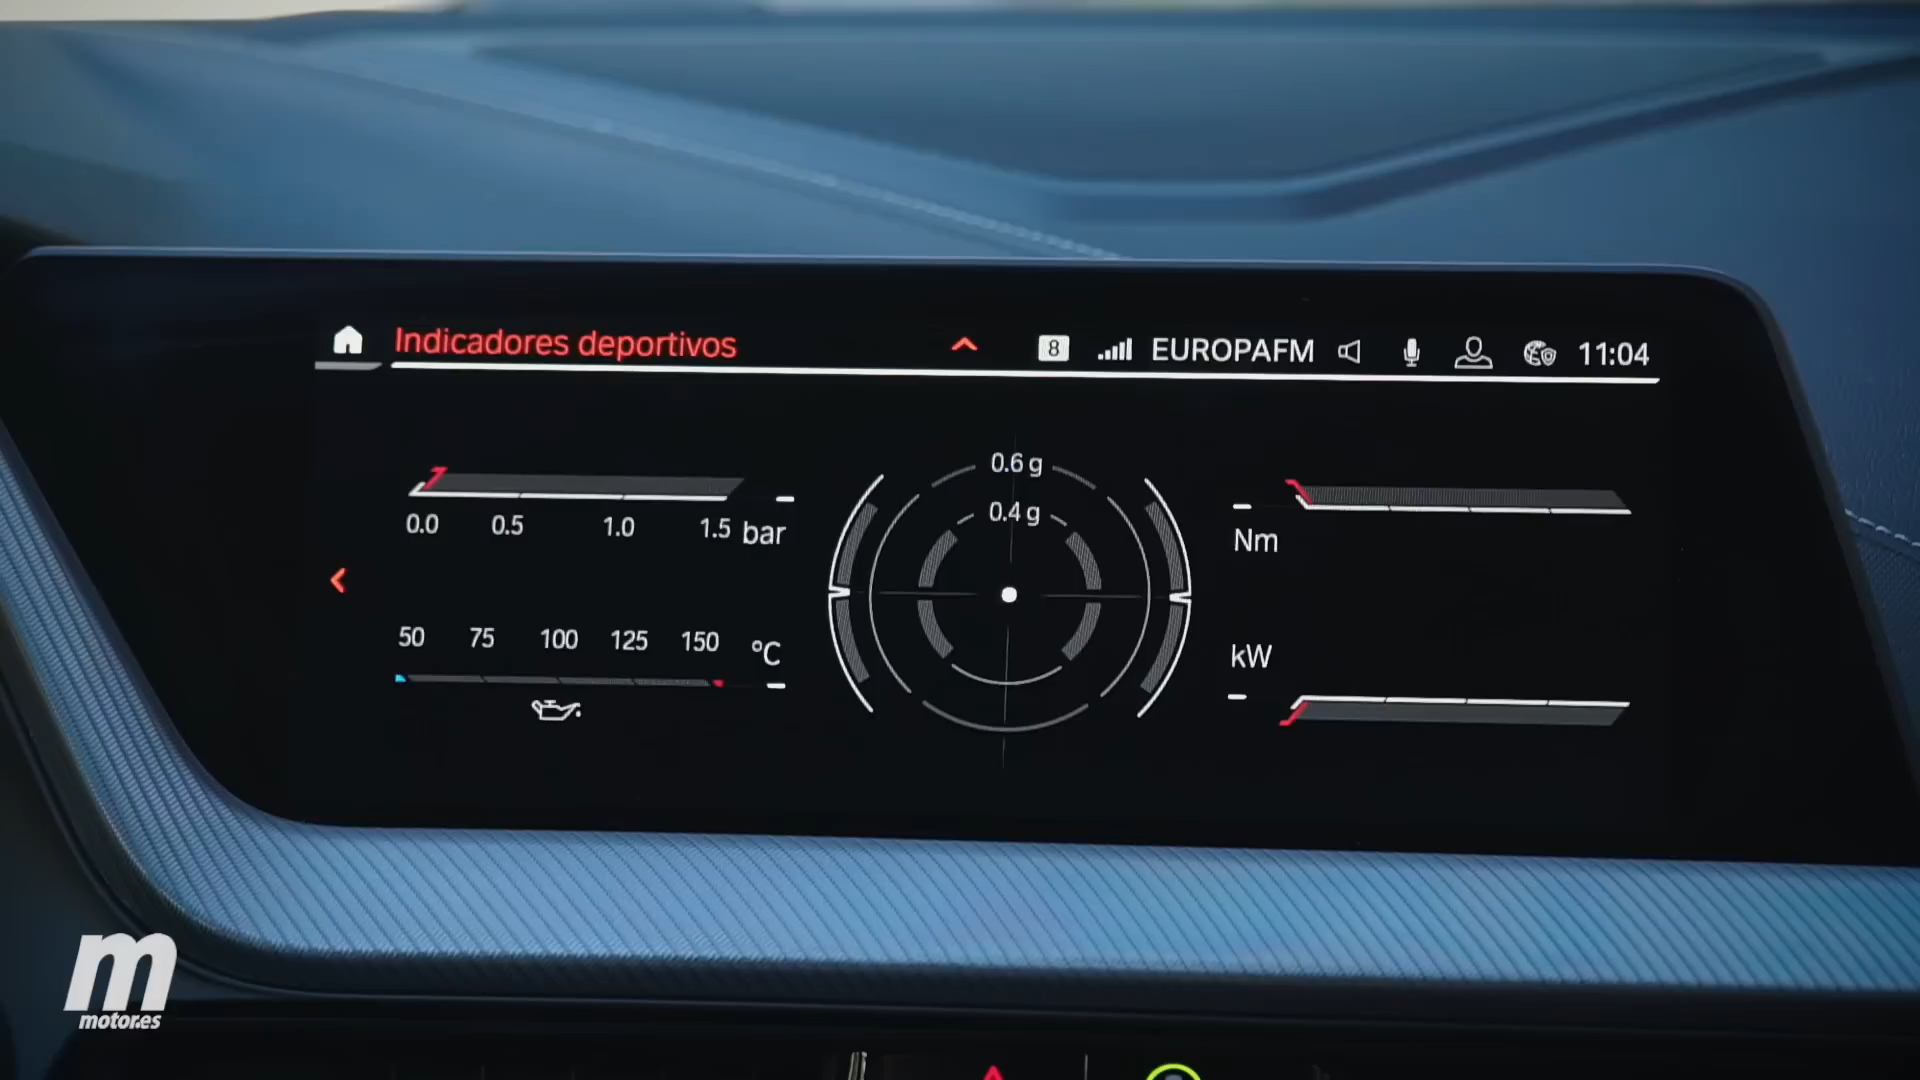 Indicadores deportivos
8 EUROPAFM 11:04
0.0 0.5 1.0 1.5 bar
50 75 100 125 150 °C
0.6 g
0.4 g
Nm
kW
m
motor.es